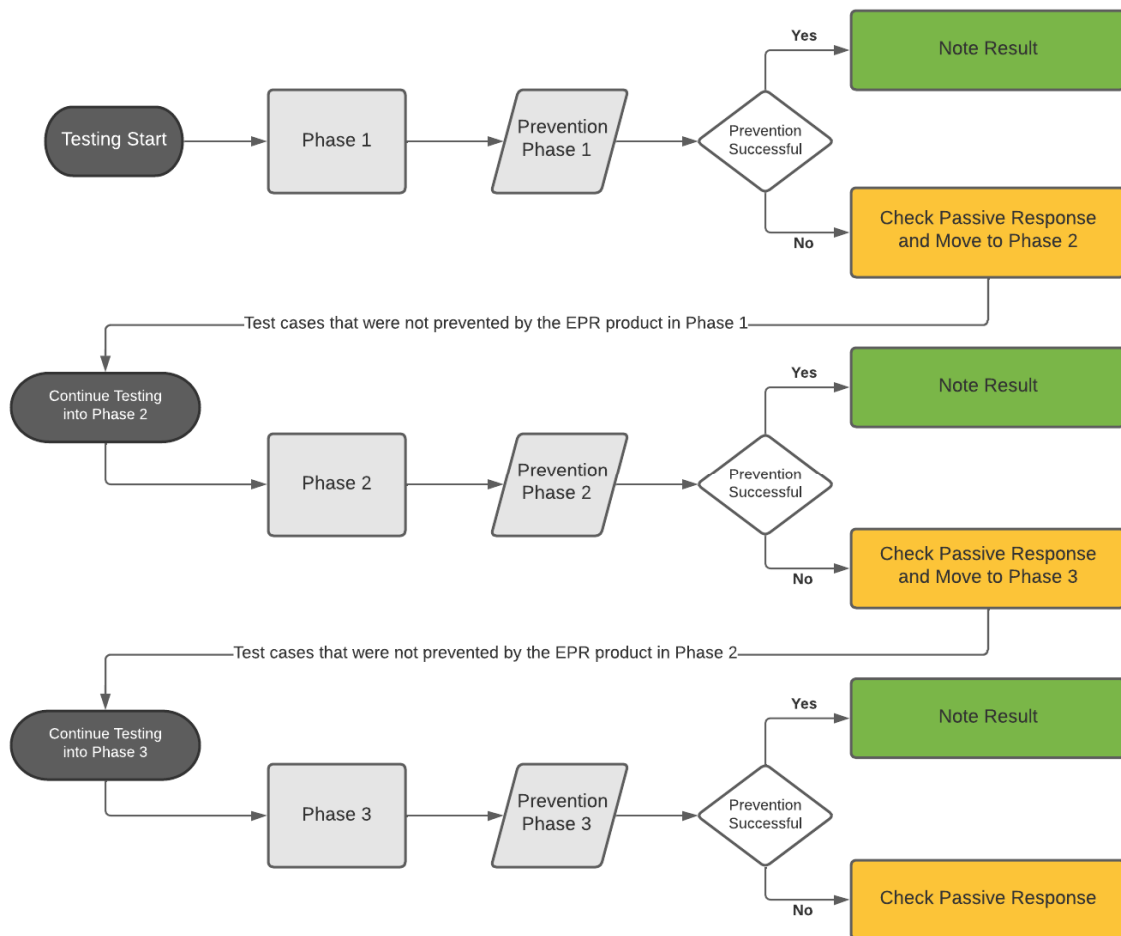 Yes
Note Result
Testing Start
Phase 1
Prevention
Phase 1
Prevention
Successful
No
Check Passive Response
and Move to Phase 2
Test cases that were not prevented by the EPR product in Phase 1
Continue Testing
into Phase 2
Yes
Note Result
Phase 2
Prevention
Phase 2
Prevention
Successful
No
Check Passive Response
and Move to Phase 3
Test cases that were not prevented by the EPR product in Phase 2
Continue Testing
into Phase 3
Yes
Note Result
Phase 3
Prevention
Phase 3
Prevention
Successful
No
Check Passive Response